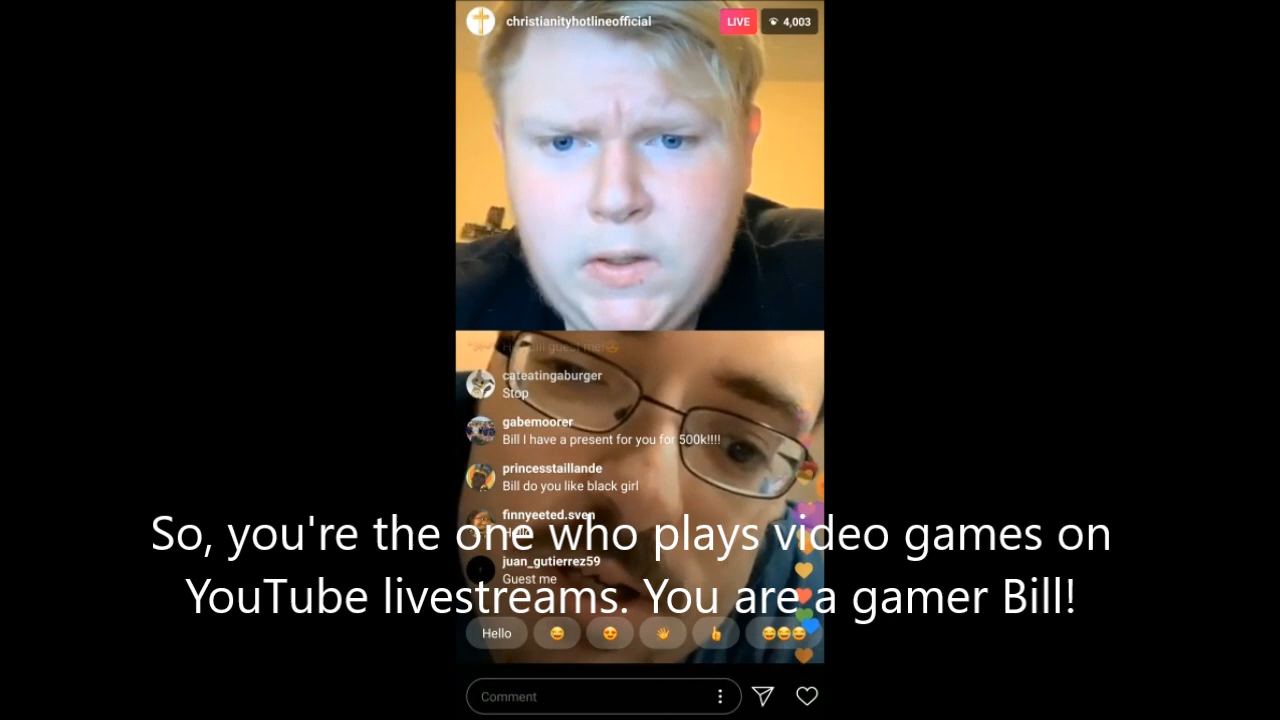 christianityhotlineofficial
LIVE
4,003
cateatingaburger
Stop
gabemoorer
Bill I have a present for you for 500k!!!!
princesstaillande
Bill do you like black girl
finnyeeted.sven
Hello
So, you're the one who plays video games on
juan_gutierrez59
Guest me
YouTube livestreams. You are a gamer Bill!
Hello
Comment